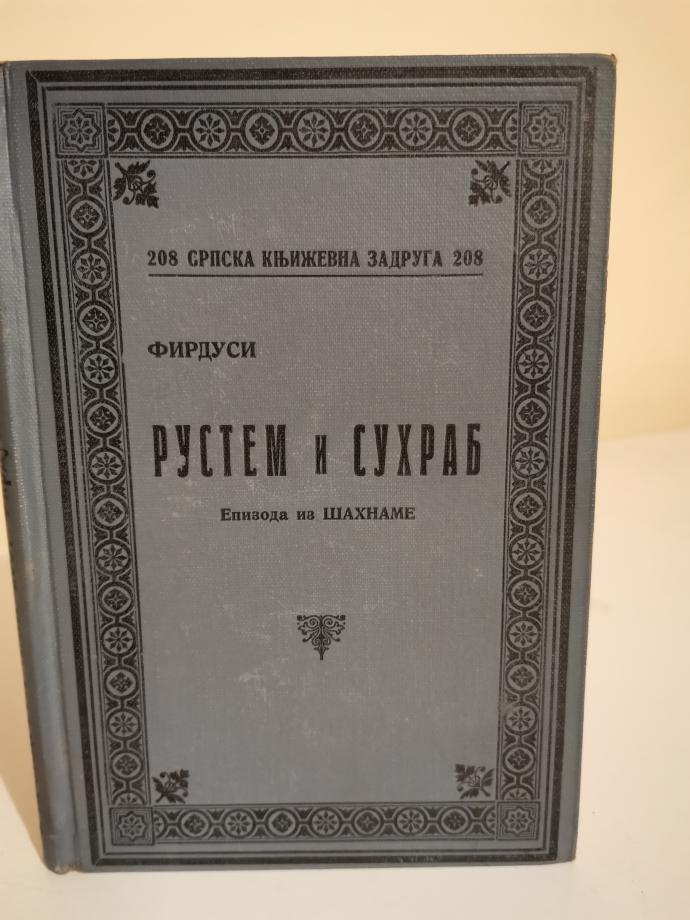 208 СРПСКА КЊИЖЕВНА ЗАДРУГА 208
ФИРДУСИ
РУСТЕМ и СУХРАБ
Епизода из ШАХНАМЕ